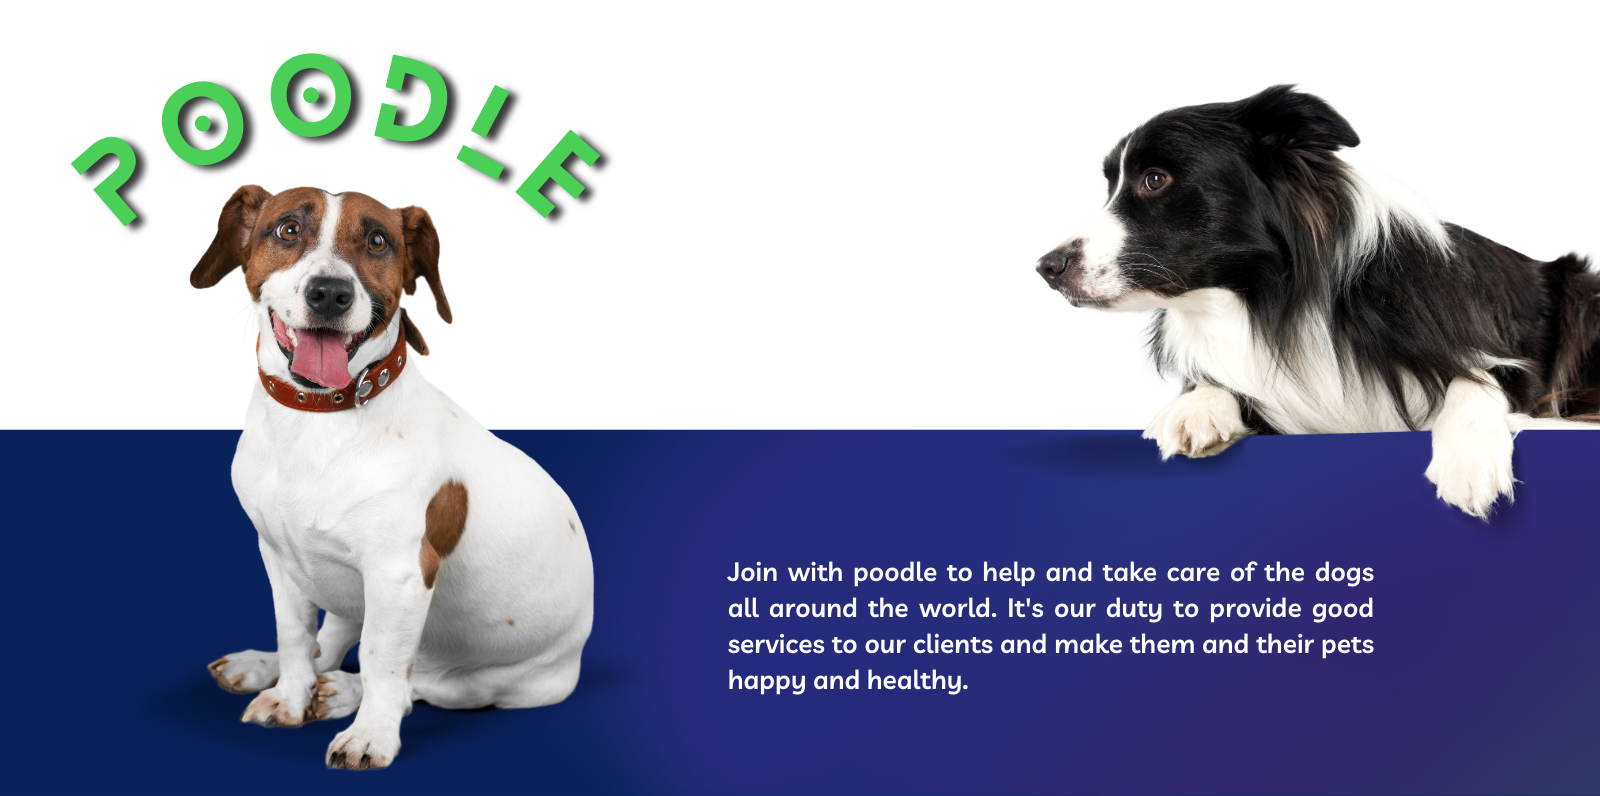 POODLE
Join with poodle to help and take care of the dogs
all around the world. It's our duty to provide good
services to our clients and make them and their pets
happy and healthy.